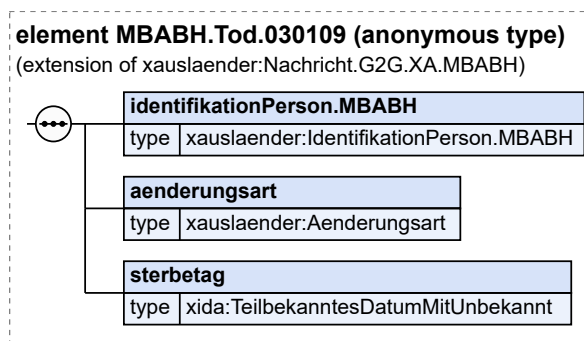 element MBABH.Tod.030109 (anonymous type)
(extension of xauslaender:Nachricht.G2G.XA.MBABH)
identifikationPerson.MBABH
type xauslaender:IdentifikationPerson.MBABH
aenderungsart
type xauslaender:Aenderungsart
sterbetag
type xida:TeilbekanntesDatumMitUnbekannt